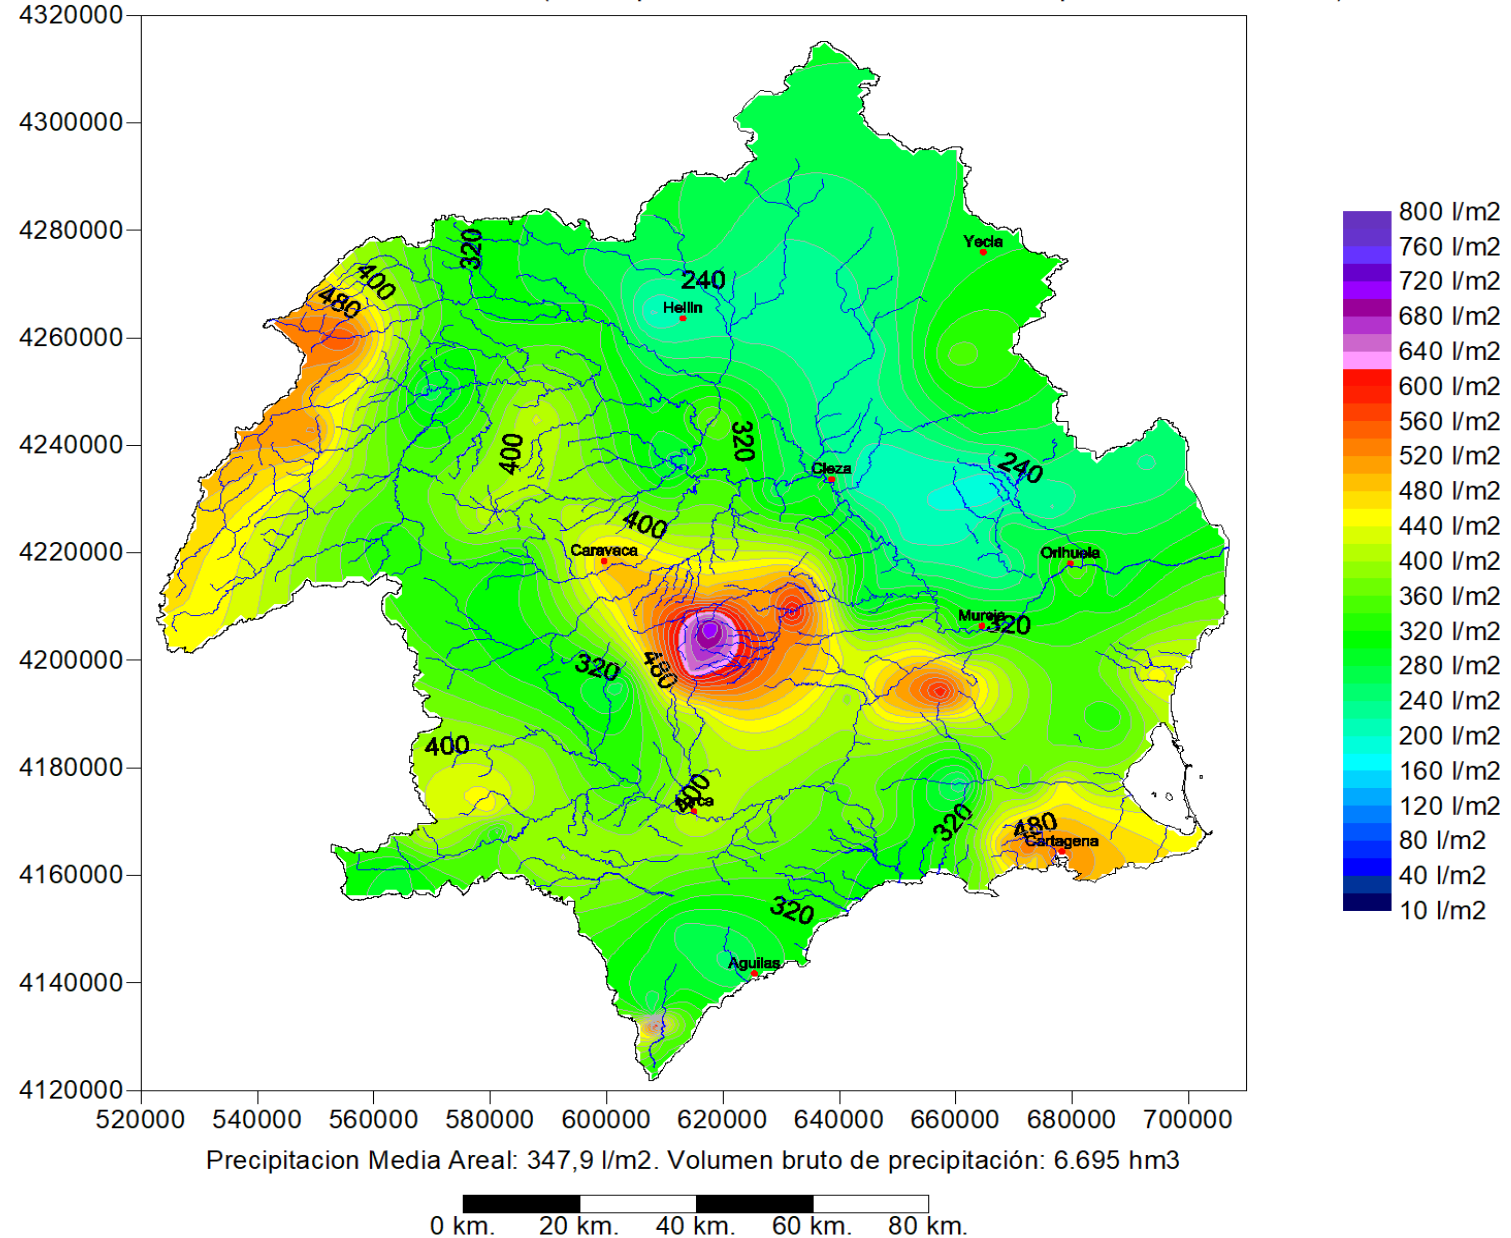 4320000
4300000
4280000
4260000
4240000
4220000
4200000
4180000
4160000
4140000
4120000
520000 540000 560000 580000 600000 620000 640000 660000 680000 700000
Yecla
320
400
480
240
Hellin
400
320
Cieza
240
400
Caravaca
Orihuela
Murcia
320
320
480
400
400
Lorca
320
480
Cartagena
320
Aguilas
800 l/m2
760 l/m2
720 l/m2
680 l/m2
640 l/m2
600 l/m2
560 l/m2
520 l/m2
480 l/m2
440 l/m2
400 l/m2
360 l/m2
320 l/m2
280 l/m2
240 l/m2
200 l/m2
160 l/m2
120 l/m2
80 l/m2
40 l/m2
10 l/m2
Precipitacion Media Areal: 347,9 l/m2. Volumen bruto de precipitación: 6.695 hm3
0 km. 20 km. 40 km. 60 km. 80 km.